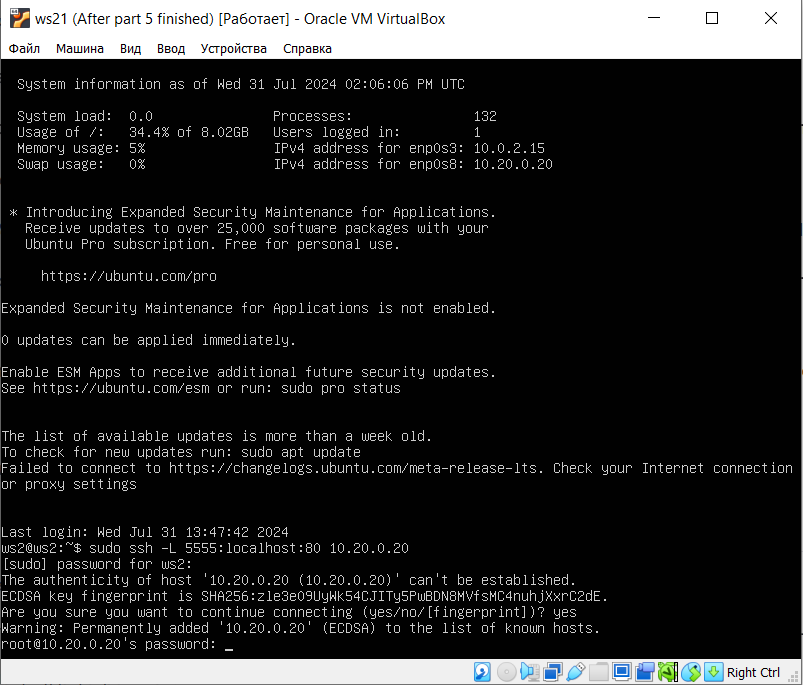 ws21 (After part 5 finished) [Работает] - Oracle VM VirtualBox
Файл Машина Вид Ввод Устройства Справка
System information as of Wed 31 Jul 2024 02:06:06 PM UTC
System load: 0.0 Processes: 132
Usage of /: 34.4% of 8.02GB Users logged in: 1
Memory usage: 5% IPv4 address for enp0s3: 10.0.2.15
Swap usage: 0% IPv4 address for enp0s8: 10.20.0.20
* Introducing Expanded Security Maintenance for Applications.
Receive updates to over 25,000 software packages with your
Ubuntu Pro subscription. Free for personal use.
https://ubuntu.com/pro
Expanded Security Maintenance for Applications is not enabled.
0 updates can be applied immediately.
Enable ESM Apps to receive additional future security updates.
See https://ubuntu.com/esm or run: sudo pro status
The list of available updates is more than a week old.
To check for new updates run: sudo apt update
Failed to connect to https://changelogs.ubuntu.com/meta-release-lts. Check your Internet connection
or proxy settings
Last login: Wed Jul 31 13:47:42 2024
ws2@ws2:~$ sudo ssh -L 5555:localhost:80 10.20.0.20
[sudo] password for ws2:
The authenticity of host '10.20.0.20 (10.20.0.20)' can't be established.
ECDSA key fingerprint is SHA256:zle3eO9UyWk54CJITy5PwBDN8MVfsMC4nuhjXxrC2dE.
Are you sure you want to continue connecting (yes/no/[fingerprint])? yes
Warning: Permanently added '10.20.0.20' (ECDSA) to the list of known hosts.
root@10.20.0.20's password: _
Right Ctrl